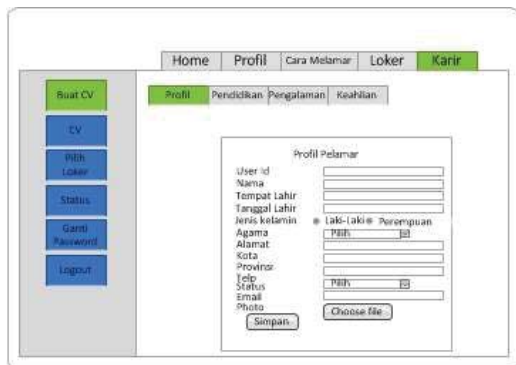 Home Profil Cara Melamar Loker Karir
Buat CV
CV
Pilih
Loker
Status
Ganti
Password
Logout
Profil Pendidikan Pengalaman Keahlian
Profil Pelamar
User Id
Nama
Tempat Lahir
Tanggal Lahir
Jenis kelamin Laki-Laki Perempuan
Agama Pilih
Alamat
Kota
Provinsi
Telp
Status Pilih
Email
Photo Choose file
Simpan